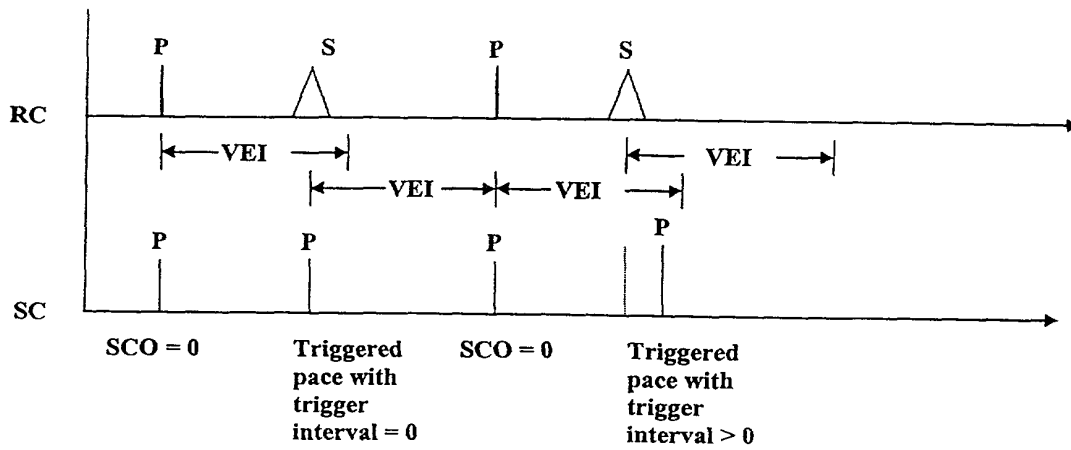 P S P S
RC
VEI VEI
VEI VEI
P P P P
SC
SCO = 0 Triggered pace with trigger interval = 0 SCO = 0 Triggered pace with trigger interval > 0